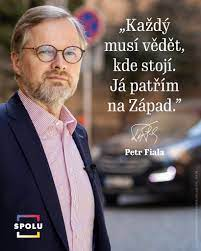 „Každý
musí vědět,
kde stojí.
Já patřím
na Západ.”
Petr Fiala
SPOLU